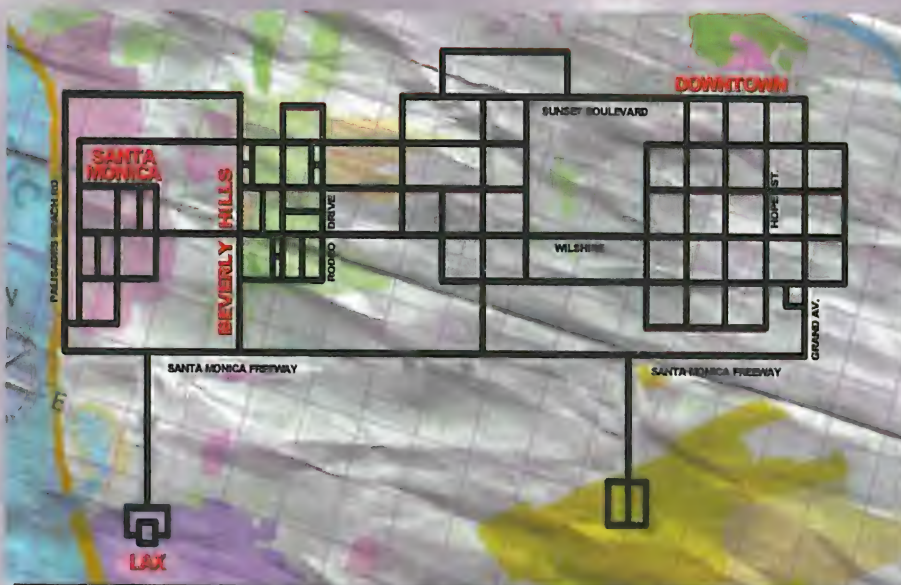 DOWNTOWN
SUNSET BOULEVARD
SANTA
MONICA
PALISADES BEACH RD
BEVERLY HILLS
RODEO DRIVE
HOPE ST.
WILSHIRE
GRAND AV.
SANTA MONICA FREEWAY
SANTA MONICA FREEWAY
LAX